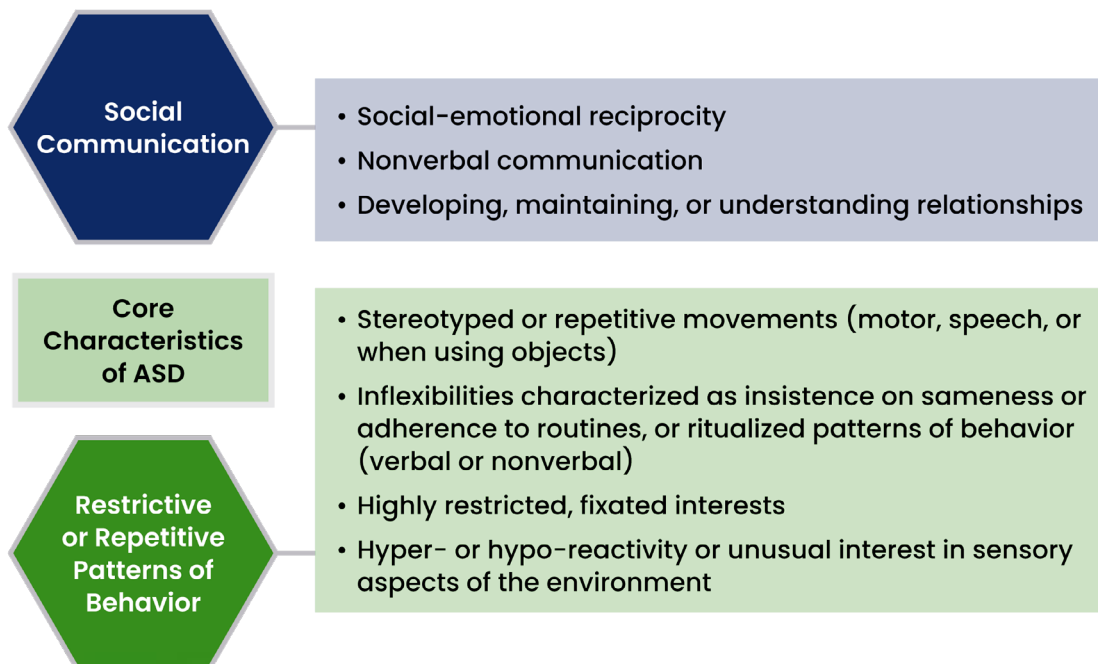 Social
Communication
• Social-emotional reciprocity
• Nonverbal communication
• Developing, maintaining, or understanding relationships
Core
Characteristics
of ASD
• Stereotyped or repetitive movements (motor, speech, or
when using objects)
• Inflexibilities characterized as insistence on sameness or
adherence to routines, or ritualized patterns of behavior
(verbal or nonverbal)
• Highly restricted, fixated interests
• Hyper- or hypo-reactivity or unusual interest in sensory
aspects of the environment
Restrictive
or Repetitive
Patterns of
Behavior